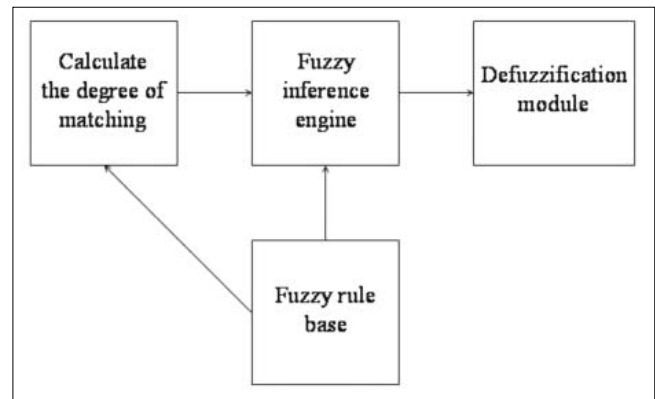 Calculate
the degree of
matching
Fuzzy
inference
engine
Defuzzification
module
Fuzzy rule
base